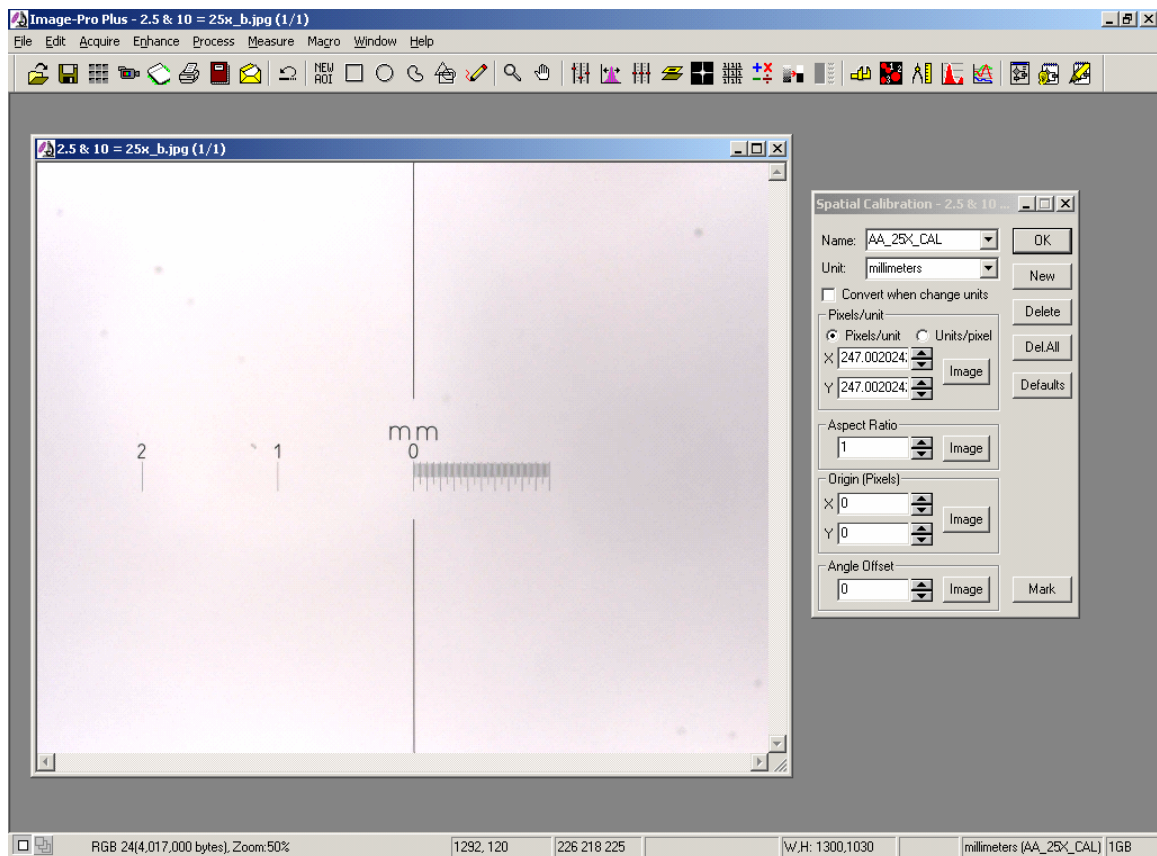 Image-Pro Plus - 2.5 & 10 = 25x_b.jpg (1/1)
File Edit Acquire Enhance Process Measure Macro Window Help
NEW AOI
2.5 & 10 = 25x_b.jpg (1/1)
mm
2 1 0
Spatial Calibration - 2.5 & 10 ...
Name: AA_25X_CAL OK
Unit: millimeters New
Convert when change units
Delete
Pixels/unit
Pixels/unit Units/pixel
Del.All
X 247.002024: Image
Y 247.002024: Defaults
Aspect Ratio
1 Image
Origin (Pixels)
X 0 Image
Y 0
Angle Offset
0 Image Mark
RGB 24(4,017,000 bytes), Zoom:50% 1292, 120 226 218 225 W,H: 1300,1030 millimeters (AA_25X_CAL) 1GB